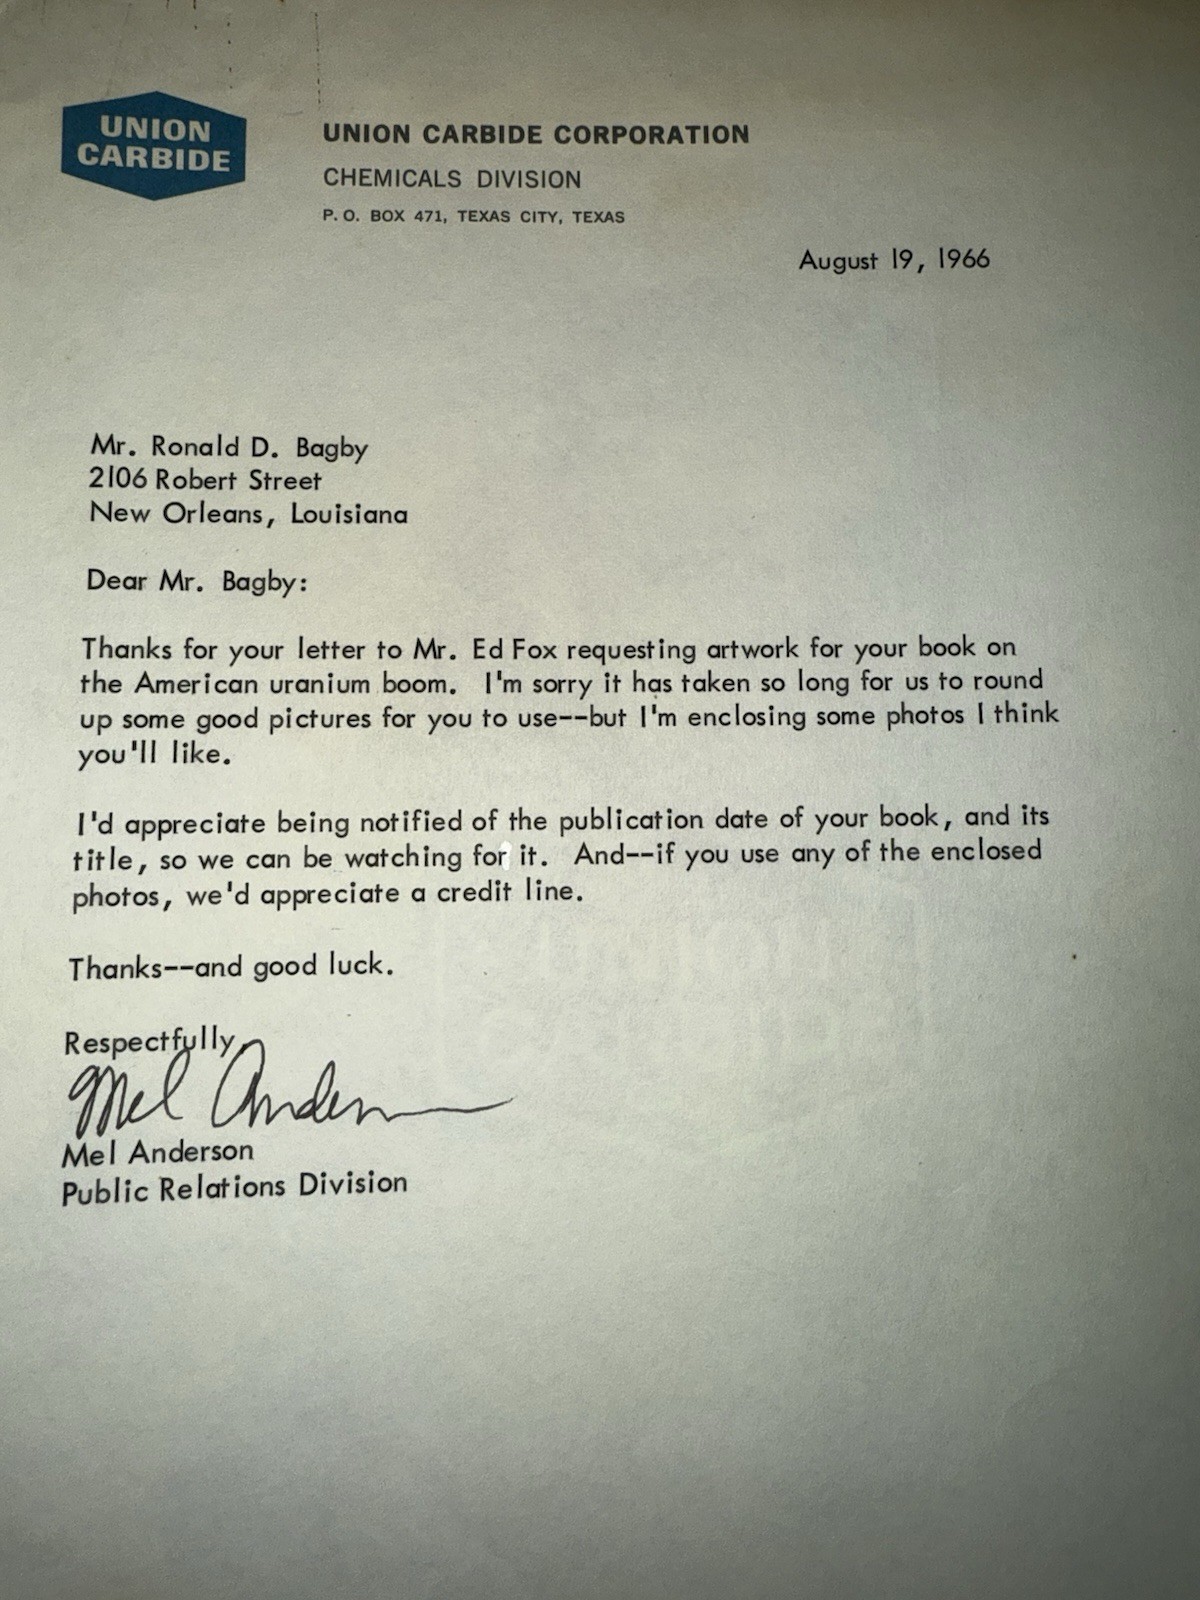 UNION
CARBIDE
UNION CARBIDE CORPORATION
CHEMICALS DIVISION
P. O. BOX 471, TEXAS CITY, TEXAS
August 19, 1966
Mr. Ronald D. Bagby
2106 Robert Street
New Orleans, Louisiana
Dear Mr. Bagby:
Thanks for your letter to Mr. Ed Fox requesting artwork for your book on
the American uranium boom. I'm sorry it has taken so long for us to round
up some good pictures for you to use--but I'm enclosing some photos I think
you'll like.
I'd appreciate being notified of the publication date of your book, and its
title, so we can be watching for it. And--if you use any of the enclosed
photos, we'd appreciate a credit line.
Thanks--and good luck.
Respectfully,
Mel Anderson
Mel Anderson
Public Relations Division